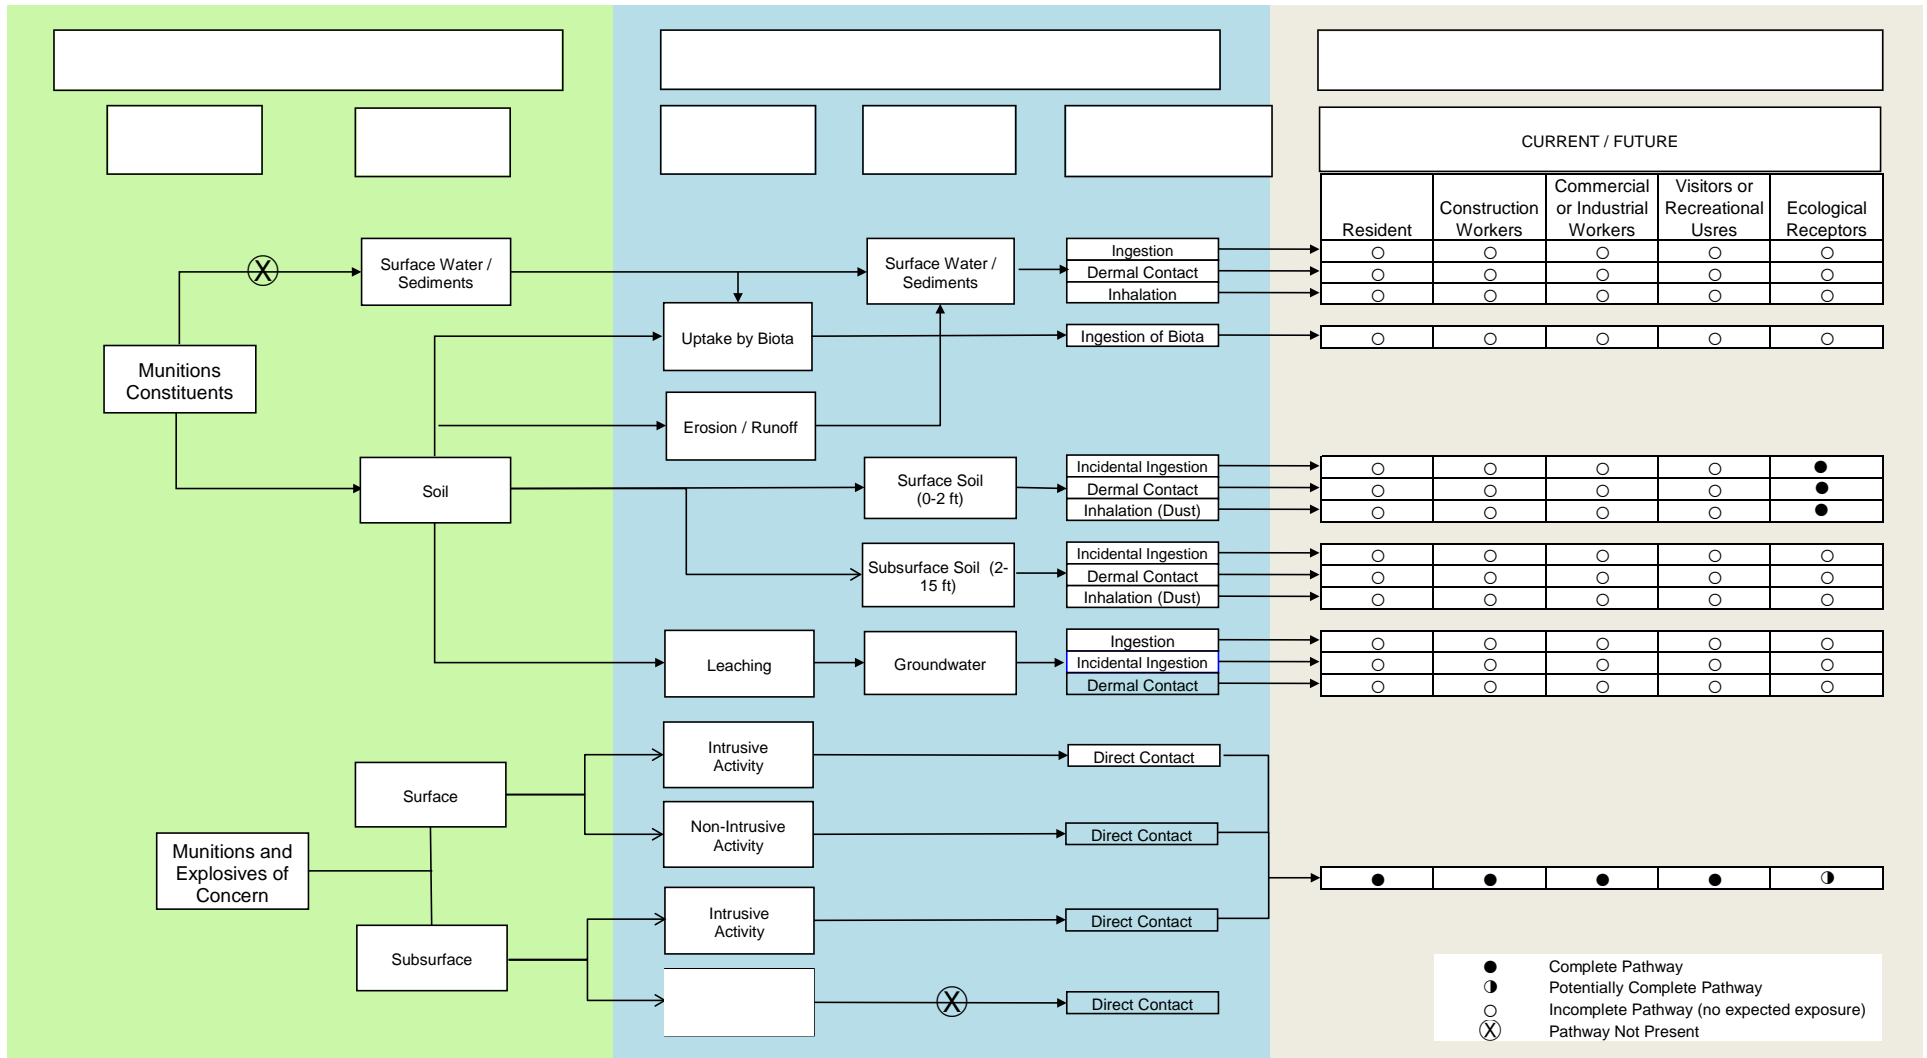 CURRENT / FUTURE
Resident
Construction
Workers
Commercial
or Industrial
Workers
Visitors or
Recreational
Usres
Ecological
Receptors
Surface Water /
Sediments
Surface Water /
Sediments
Ingestion
Dermal Contact
Inhalation
Uptake by Biota
Ingestion of Biota
Munitions
Constituents
Erosion / Runoff
Soil
Surface Soil
(0-2 ft)
Incidental Ingestion
Dermal Contact
Inhalation (Dust)
Subsurface Soil (2-
15 ft)
Incidental Ingestion
Dermal Contact
Inhalation (Dust)
Leaching
Groundwater
Ingestion
Incidental Ingestion
Dermal Contact
Intrusive
Activity
Direct Contact
Surface
Non-Intrusive
Activity
Direct Contact
Munitions and
Explosives of
Concern
Intrusive
Activity
Direct Contact
Subsurface
Direct Contact
Complete Pathway
Potentially Complete Pathway
Incomplete Pathway (no expected exposure)
Pathway Not Present